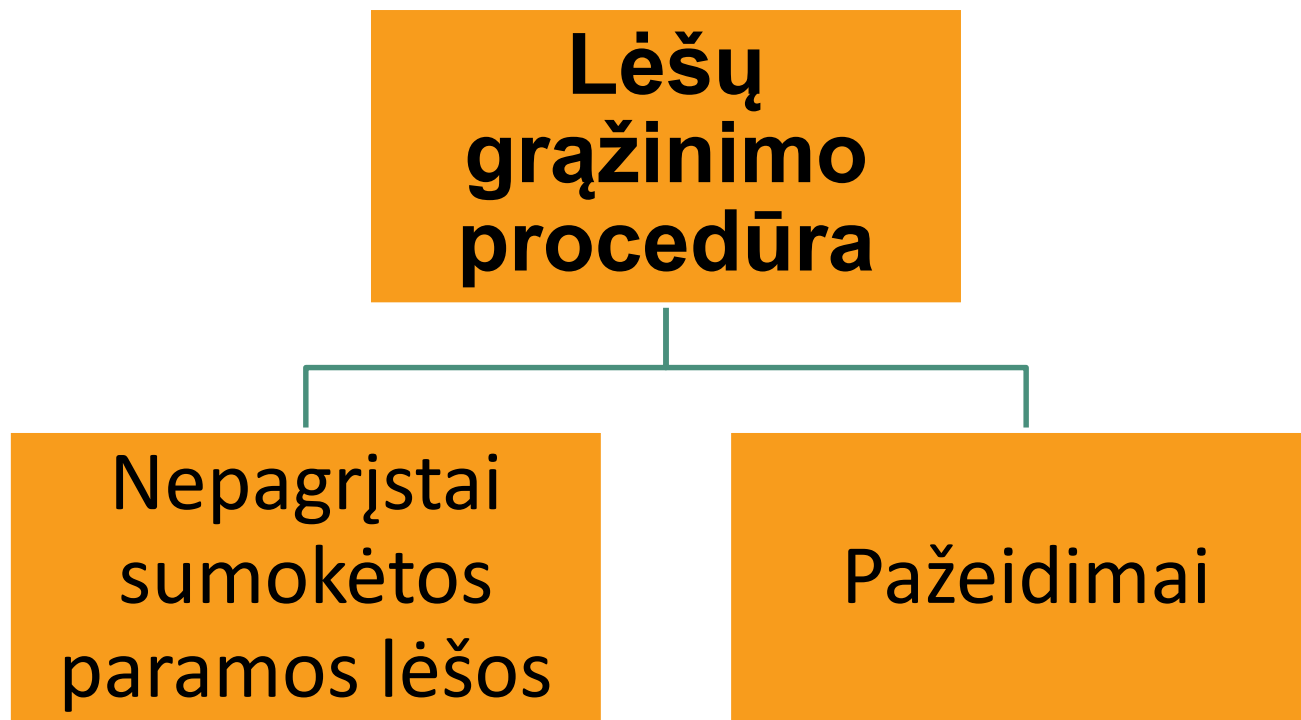 Lėšų
grąžinimo
procedūra
Nepagrįstai
sumokėtos
paramos lėšos
Pažeidimai